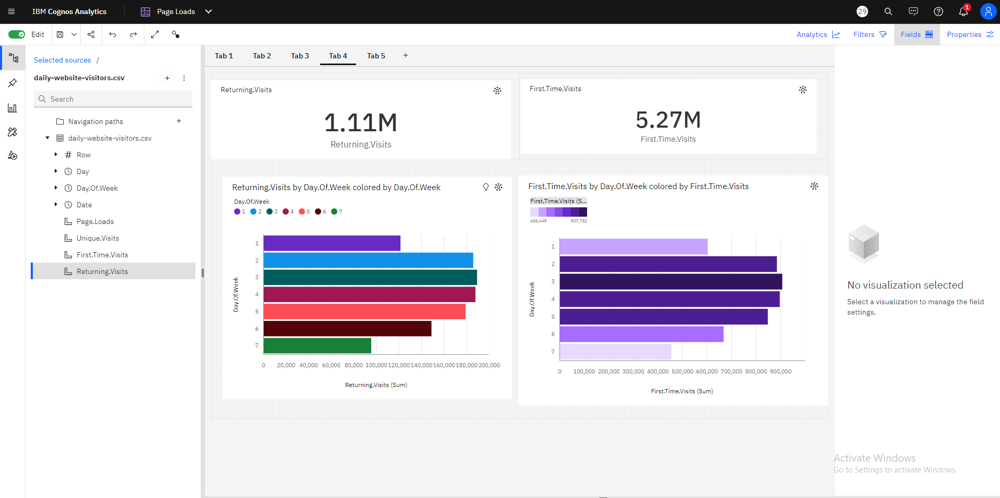 IBM Cognos Analytics
Page Loads
29
1
Edit
Analytics
Filters
Fields
Properties
Selected sources /
daily-website-visitors.csv
Search
Navigation paths
daily-website-visitors.csv
Row
Day
Day.Of.Week
Date
Page.Loads
Unique.Visits
First.Time.Visits
Returning.Visits
Tab 1 Tab 2 Tab 3 Tab 4 Tab 5
Returning.Visits
1.11M
Returning.Visits
First.Time.Visits
5.27M
First.Time.Visits
Returning.Visits by Day.Of.Week colored by Day.Of.Week
Day.Of.Week
1 2 3 4 5 6 7
Day.Of.Week
1
2
3
4
5
6
7
0 20,000 40,000 60,000 80,000 100,000 120,000 140,000 160,000 180,000 200,000
Returning.Visits (Sum)
First.Time.Visits by Day.Of.Week colored by First.Time.Visits
First.Time.Visits (S...
456,449 907,752
Day.Of.Week
1
2
3
4
5
6
7
0 100,000 200,000 300,000 400,000 500,000 600,000 700,000 800,000 900,000
First.Time.Visits (Sum)
No visualization selected
Select a visualization to manage the field
settings.
Activate Windows
Go to Settings to activate Windows.